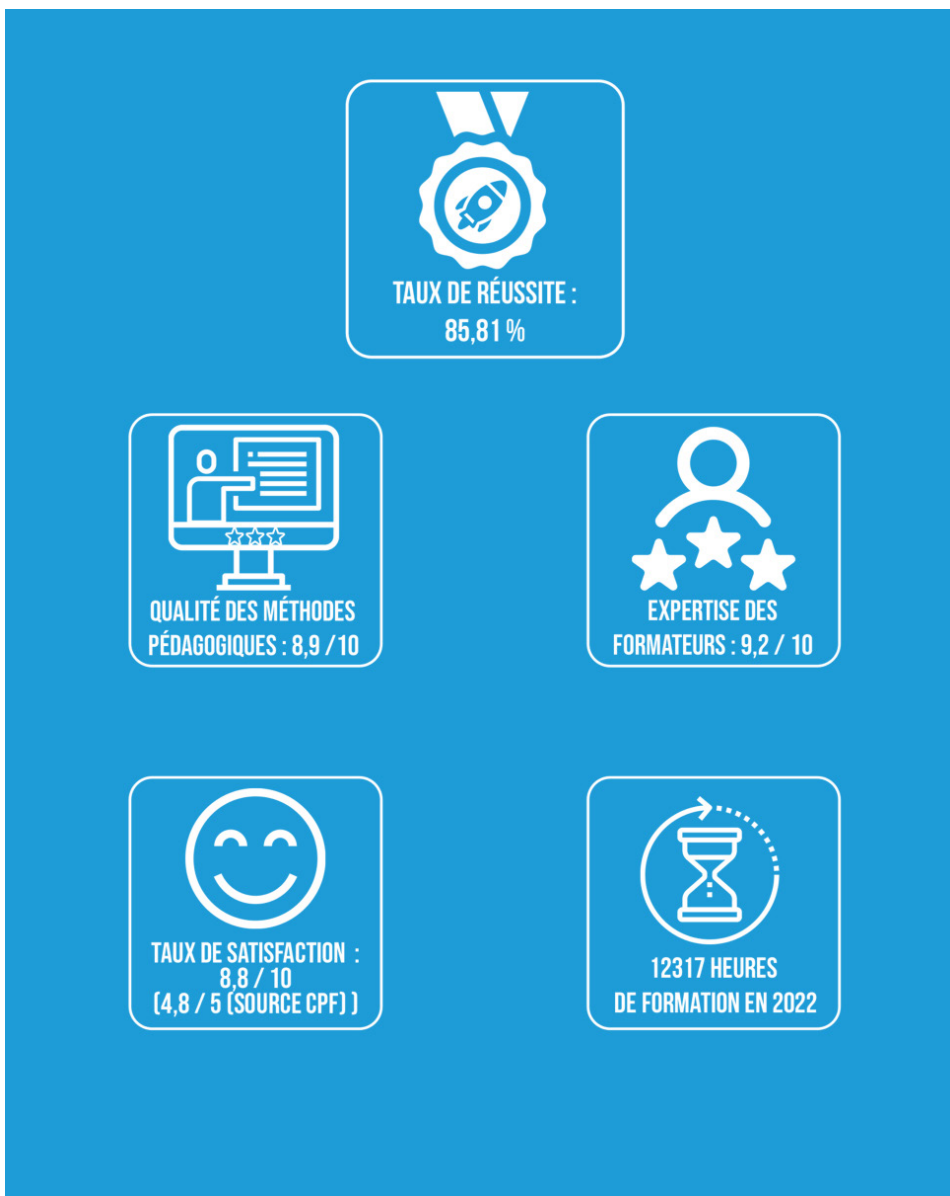 TAUX DE RÉUSSITE :
85,81 %
QUALITÉ DES MÉTHODES
PÉDAGOGIQUES : 8,9 / 10
EXPERTISE DES
FORMATEURS : 9,2 / 10
TAUX DE SATISFACTION :
8,8 / 10
(4,8 / 5 (SOURCE CPF) )
12317 HEURES
DE FORMATION EN 2022